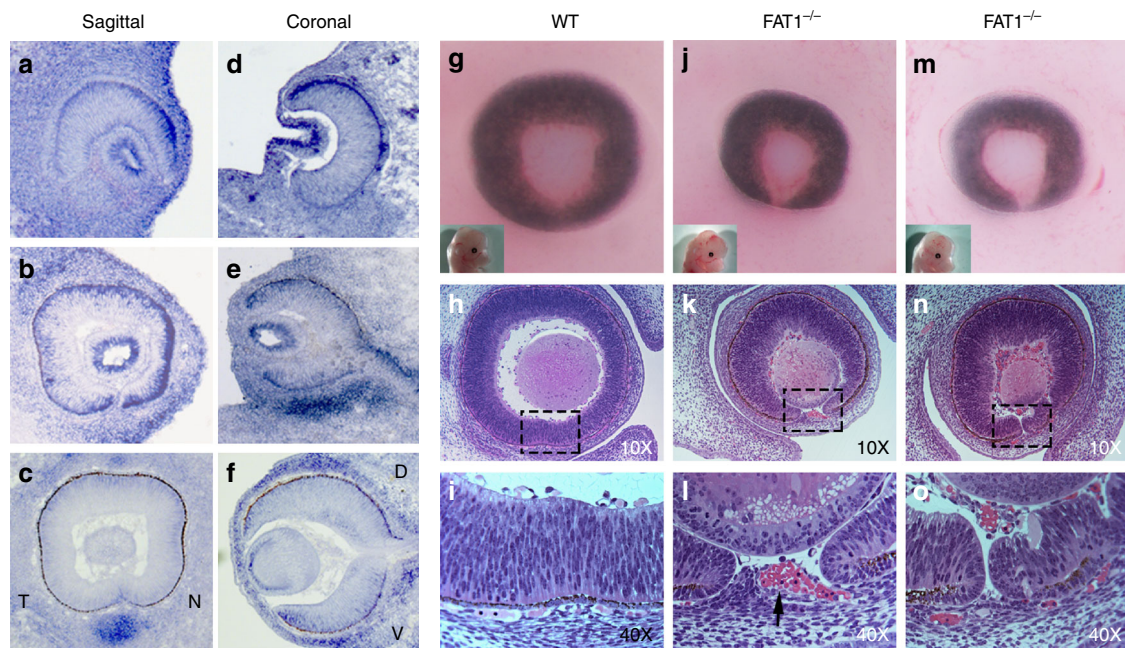 Sagittal Coronal WT FAT1−/− FAT1−/−
a d g j m
b e h k n
10X 10X 10X
c f i l o
D
T N
V
40X 40X 40X